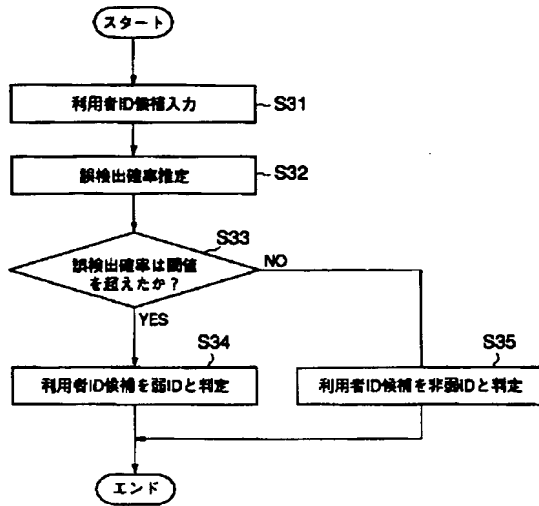 スタート
利用者ID候補入力
S31
誤検出確率推定
S32
S33
誤検出確率は閾値
を超えたか？
NO
YES
S34
利用者ID候補を弱IDと判定
S35
利用者ID候補を非弱IDと判定
エンド